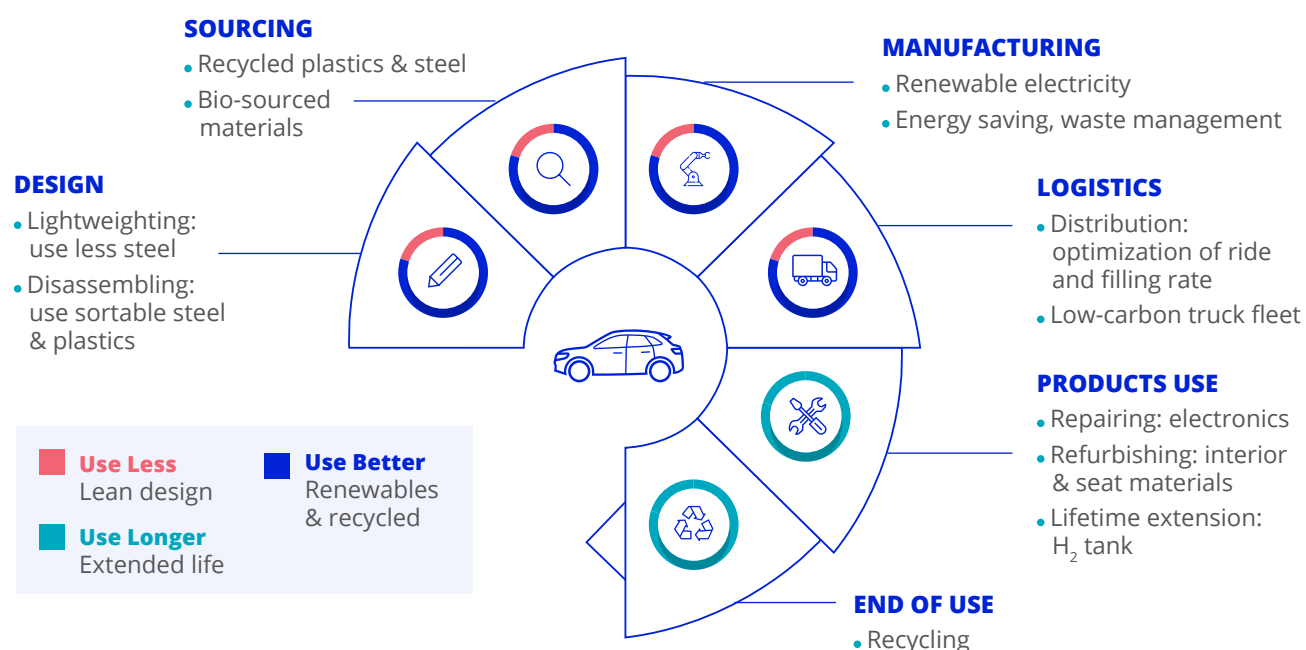 SOURCING
Recycled plastics & steel
Bio-sourced
materials
MANUFACTURING
Renewable electricity
Energy saving, waste management
DESIGN
Lightweighting:
use less steel
Disassembling:
use sortable steel
& plastics
LOGISTICS
Distribution:
optimization of ride
and filling rate
Low-carbon truck fleet
PRODUCTS USE
Repairing: electronics
Refurbishing: interior
& seat materials
Lifetime extension:
H₂ tank
Use Less
Lean design
Use Longer
Extended life
Use Better
Renewables
& recycled
END OF USE
Recycling